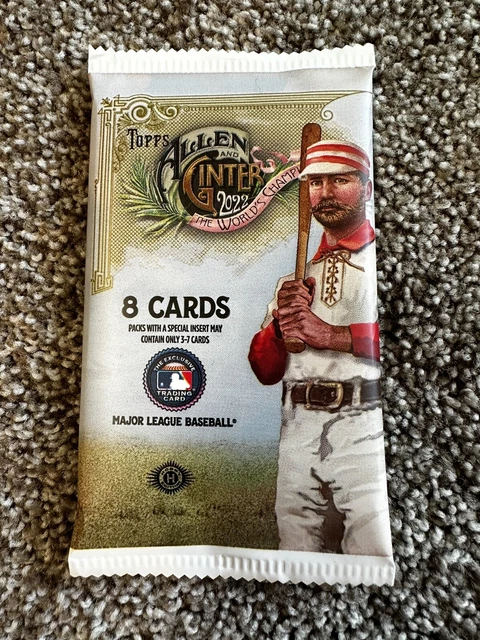 TOPPS
ALLEN
AND
GINTER
2022
THE WORLD'S CHAMPI
8 CARDS
PACKS WITH A SPECIAL INSERT MAY
CONTAIN ONLY 3-7 CARDS
THE EXCLUSIVE
TRADING
CARD
MAJOR LEAGUE BASEBALL®
H